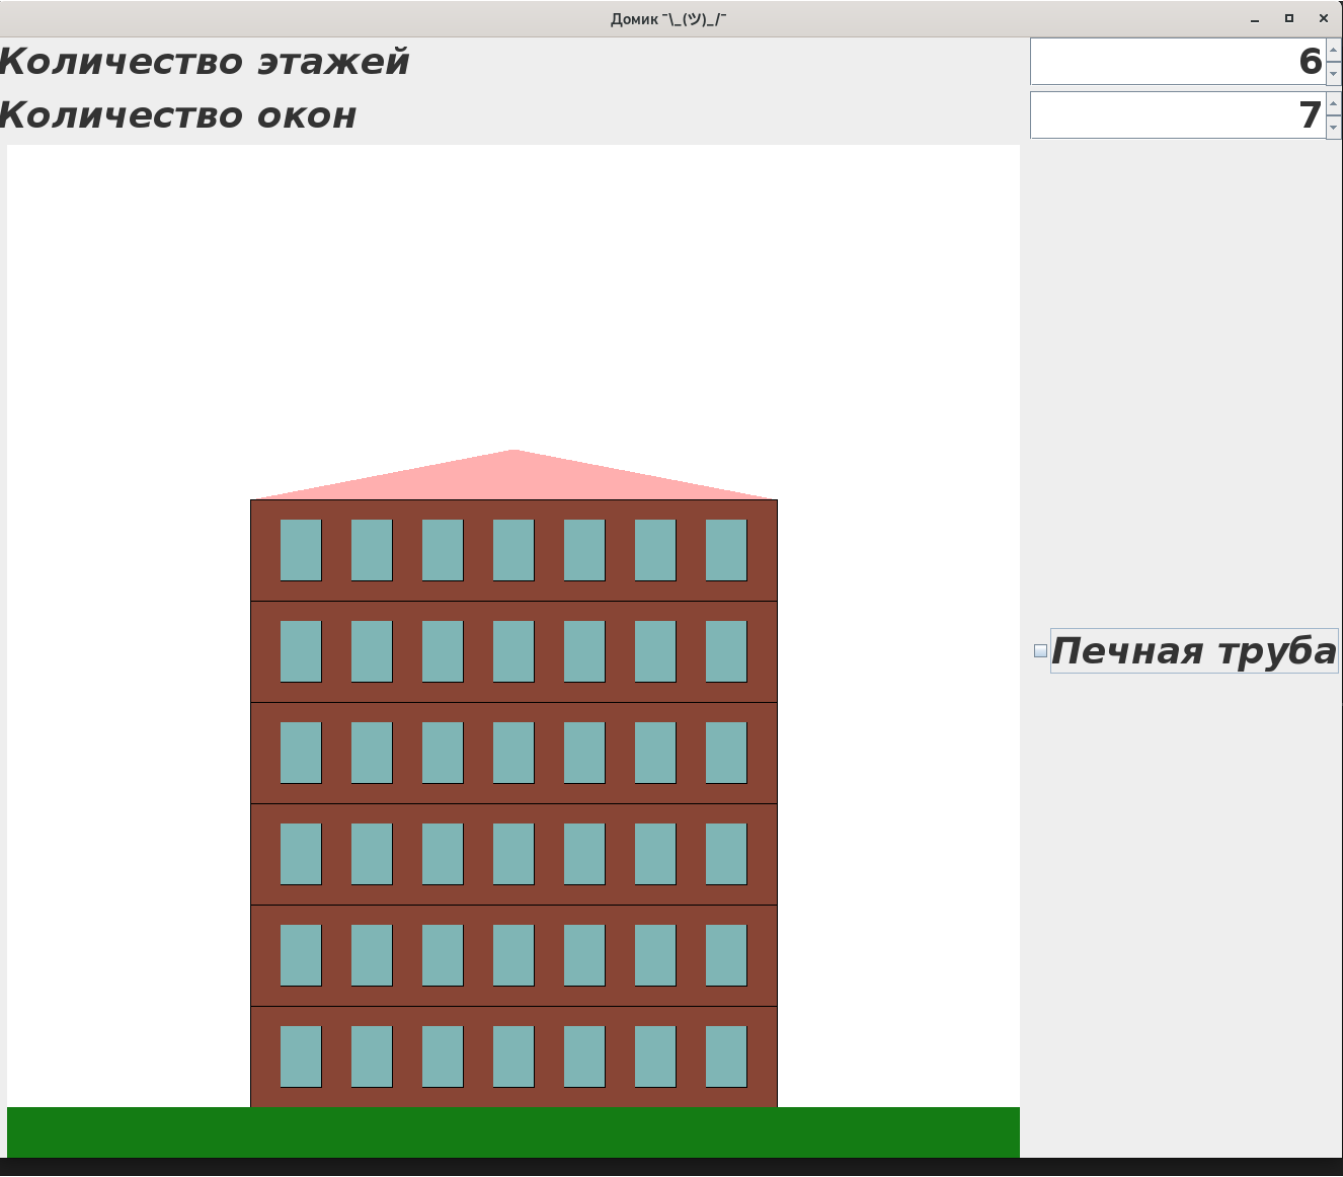 Домик ¯\_(ツ)_/¯
Количество этажей 6
Количество окон 7
Печная труба